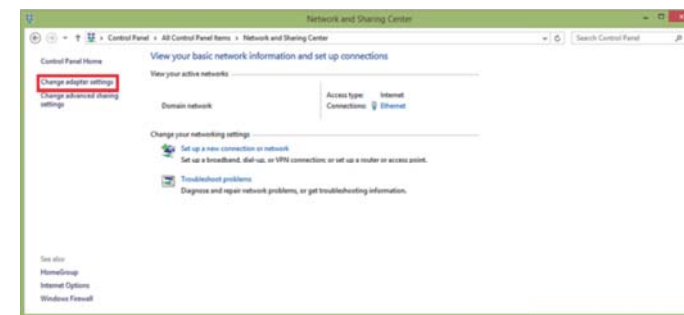 Network and Sharing Center
Control Panel › All Control Panel Items › Network and Sharing Center
Search Control Panel
Control Panel Home
Change adapter settings
Change advanced sharing
settings
View your basic network information and set up connections
View your active networks
Domain network
Access type: Internet
Connections: Ethernet
Change your networking settings
Set up a new connection or network
Set up a broadband, dial-up, or VPN connection; or set up a router or access point.
Troubleshoot problems
Diagnose and repair network problems, or get troubleshooting information.
See also
HomeGroup
Internet Options
Windows Firewall